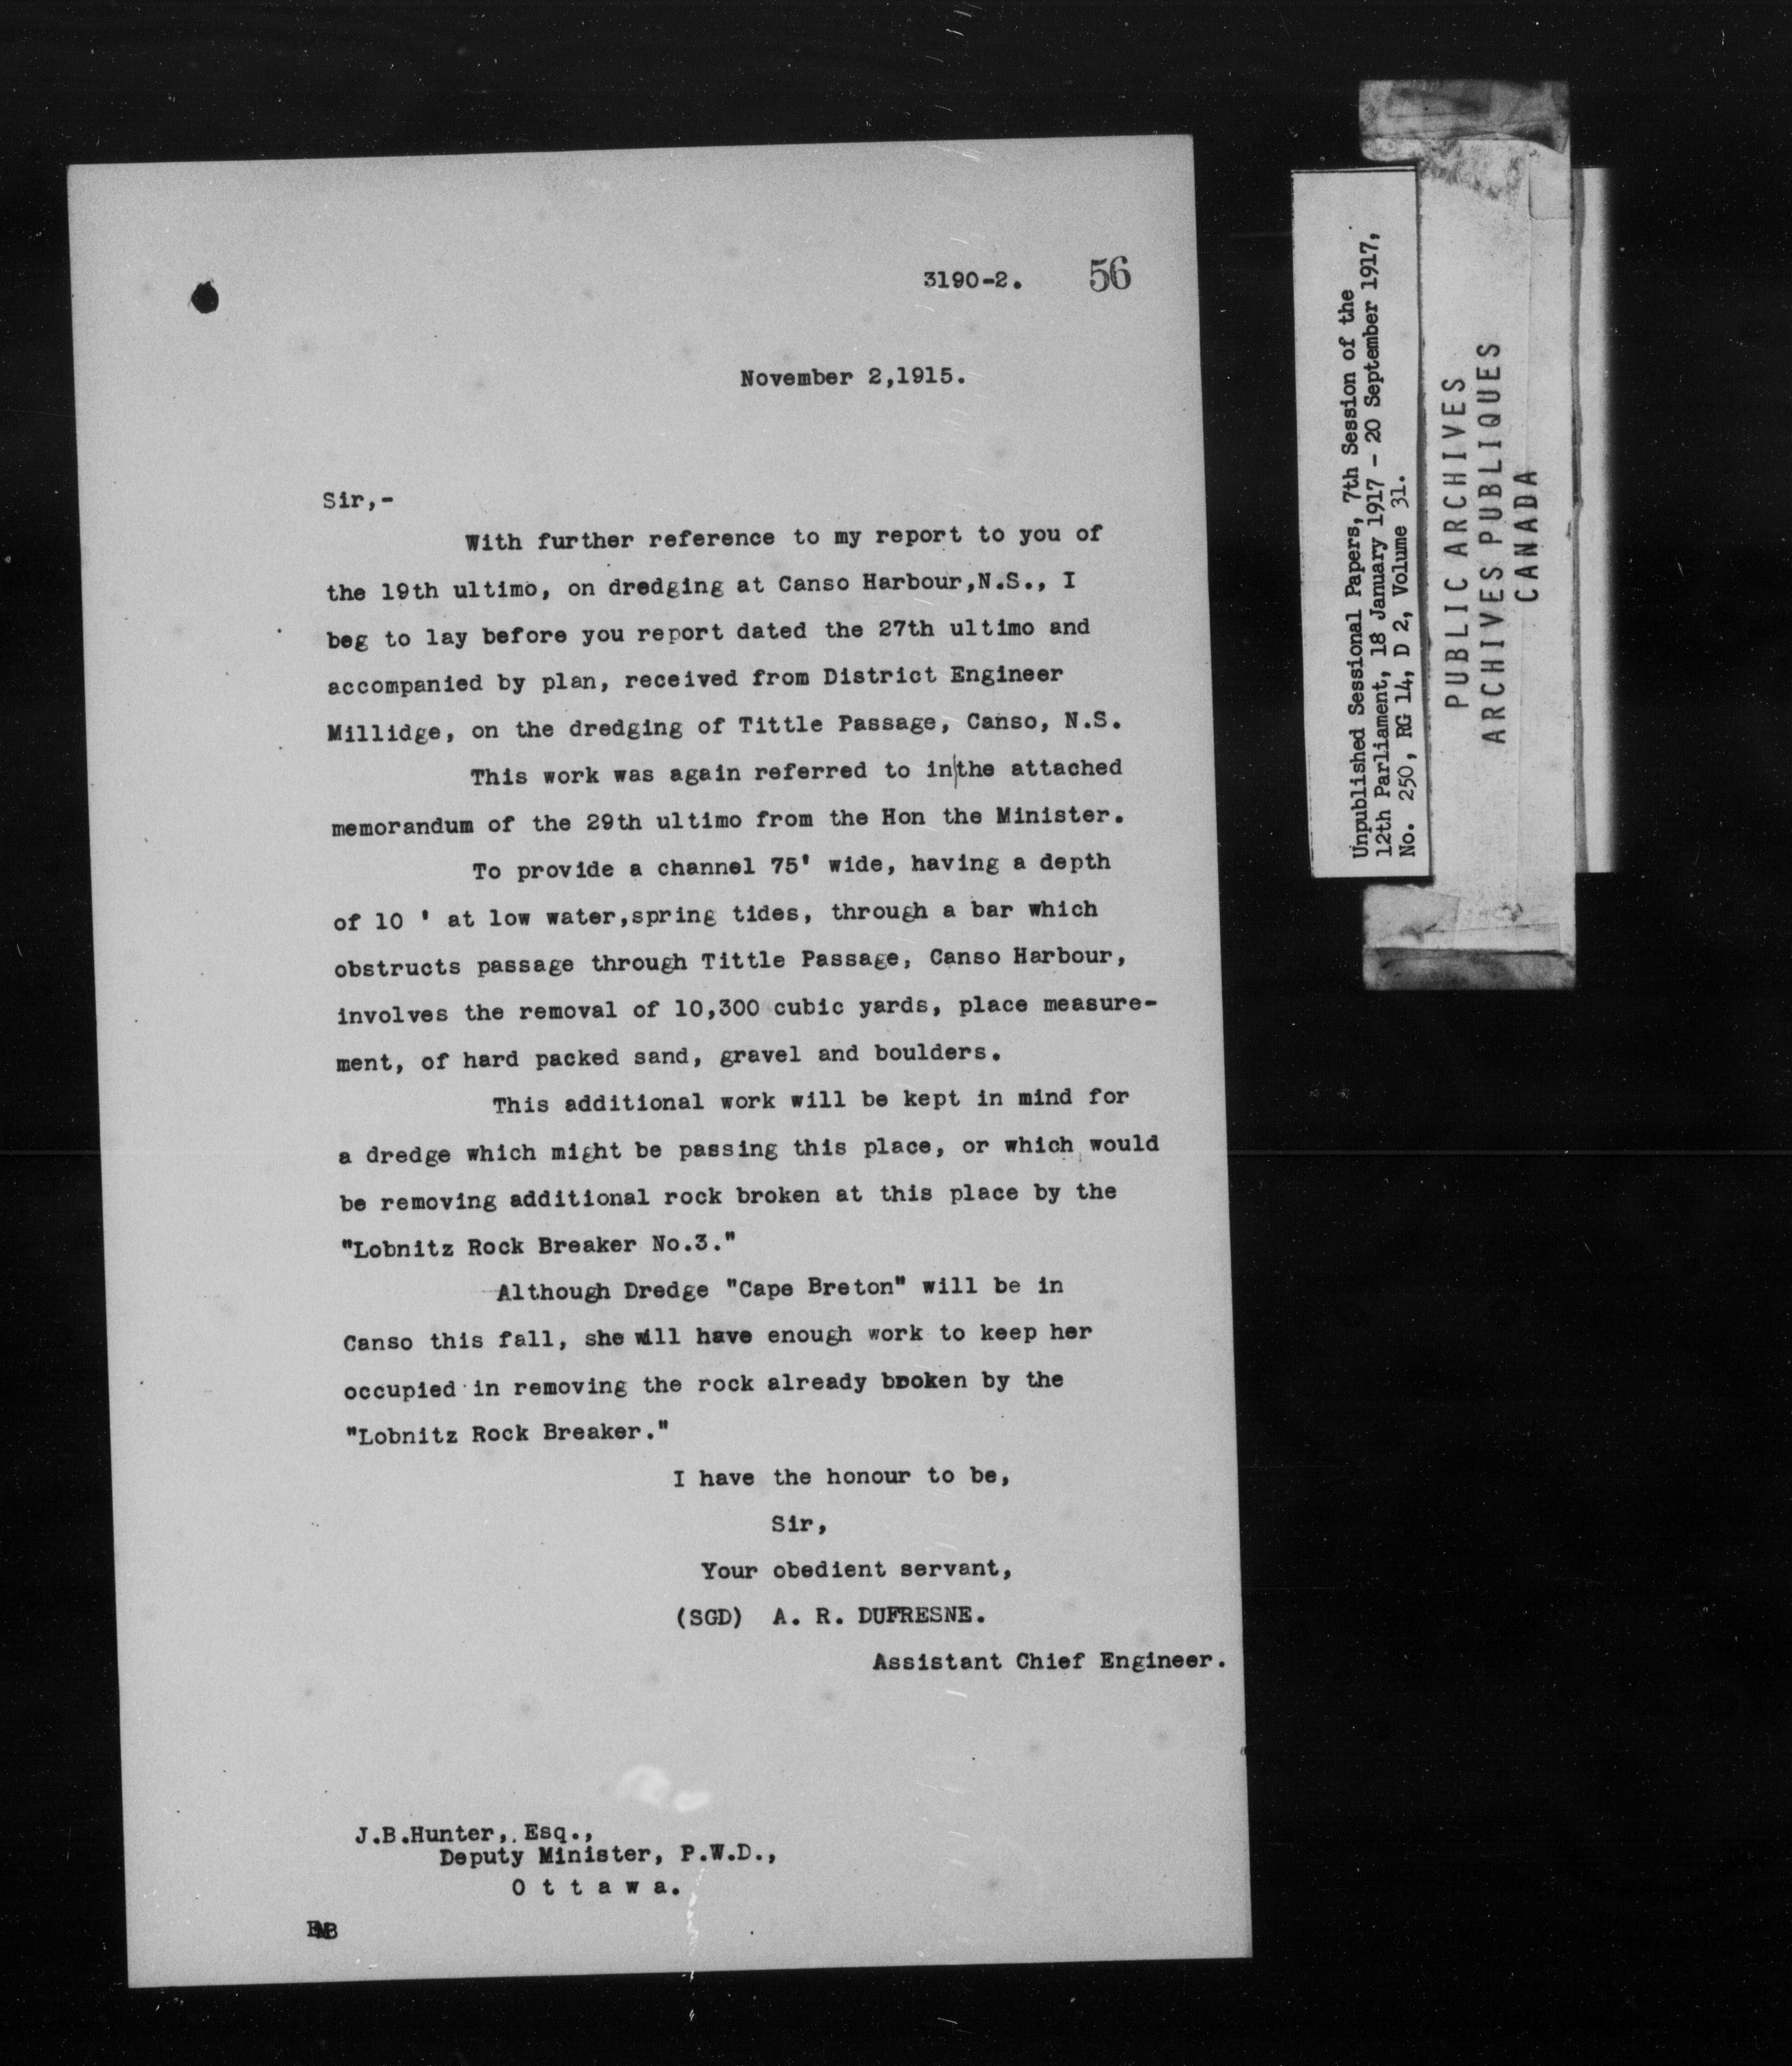 3190-2. 56
November 2,1915.
Sir,-
With further reference to my report to you of
the 19th ultimo, on dredging at Canso Harbour,N.S., I
beg to lay before you report dated the 27th ultimo and
accompanied by plan, received from District Engineer
Millidge, on the dredging of Tittle Passage, Canso, N.S.
This work was again referred to in|the attached
memorandum of the 29th ultimo from the Hon the Minister.
To provide a channel 75' wide, having a depth
of 10 ' at low water,spring tides, through a bar which
obstructs passage through Tittle Passage, Canso Harbour,
involves the removal of 10,300 cubic yards, place measure-
ment, of hard packed sand, gravel and boulders.
This additional work will be kept in mind for
a dredge which might be passing this place, or which would
be removing additional rock broken at this place by the
"Lobnitz Rock Breaker No.3."
Although Dredge "Cape Breton" will be in
Canso this fall, she will have enough work to keep her
occupied in removing the rock already broken by the
"Lobnitz Rock Breaker."
I have the honour to be,
Sir,
Your obedient servant,
(SGD) A. R. DUFRESNE.
Assistant Chief Engineer.
J.B.Hunter, Esq.,
Deputy Minister, P.W.D.,
O t t a w a.
Unpublished Sessional Papers, 7th Session of the
12th Parliament, 18 January 1917 - 20 September 1917,
No. 250, RG 14, D 2, Volume 31.
PUBLIC ARCHIVES
ARCHIVES PUBLIQUES
CANADA